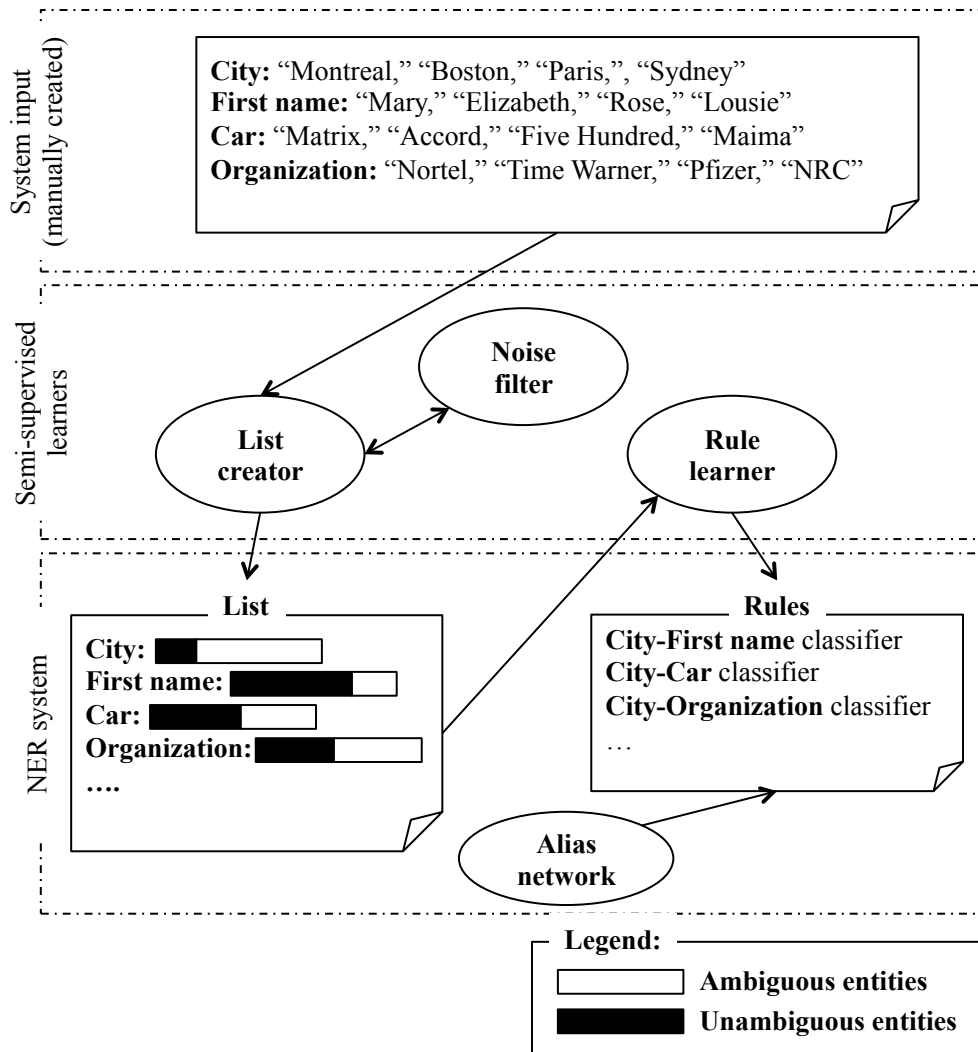 System input
(manually created)
City: “Montreal,” “Boston,” “Paris,”, “Sydney”
First name: “Mary,” “Elizabeth,” “Rose,” “Lousie”
Car: “Matrix,” “Accord,” “Five Hundred,” “Maima”
Organization: “Nortel,” “Time Warner,” “Pfizer,” “NRC”
Semi-supervised
learners
Noise
filter
List
creator
Rule
learner
NER system
List
City:
First name:
Car:
Organization:
….
Rules
City-First name classifier
City-Car classifier
City-Organization classifier
…
Alias
network
Legend:
Ambiguous entities
Unambiguous entities